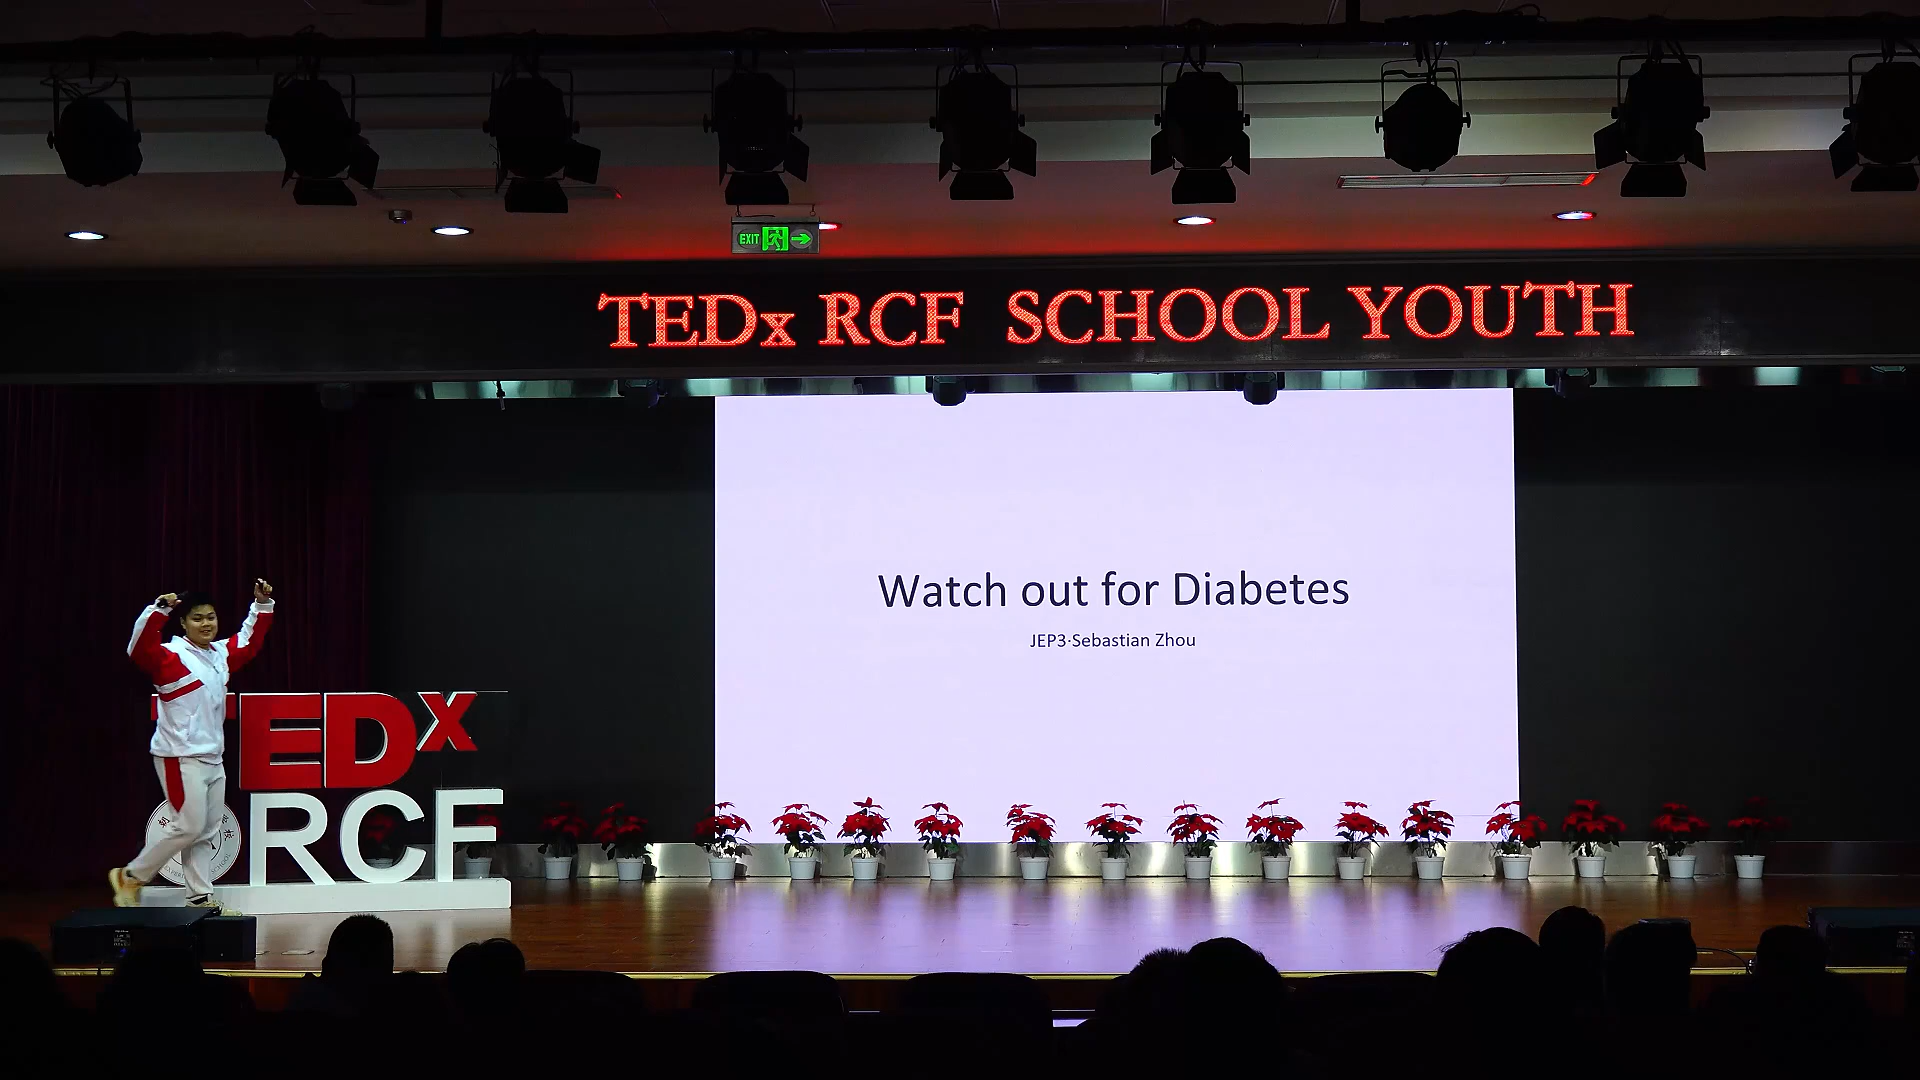 EXIT
TEDx RCF SCHOOL YOUTH
Watch out for Diabetes
JEP3·Sebastian Zhou
TEDx
RCF